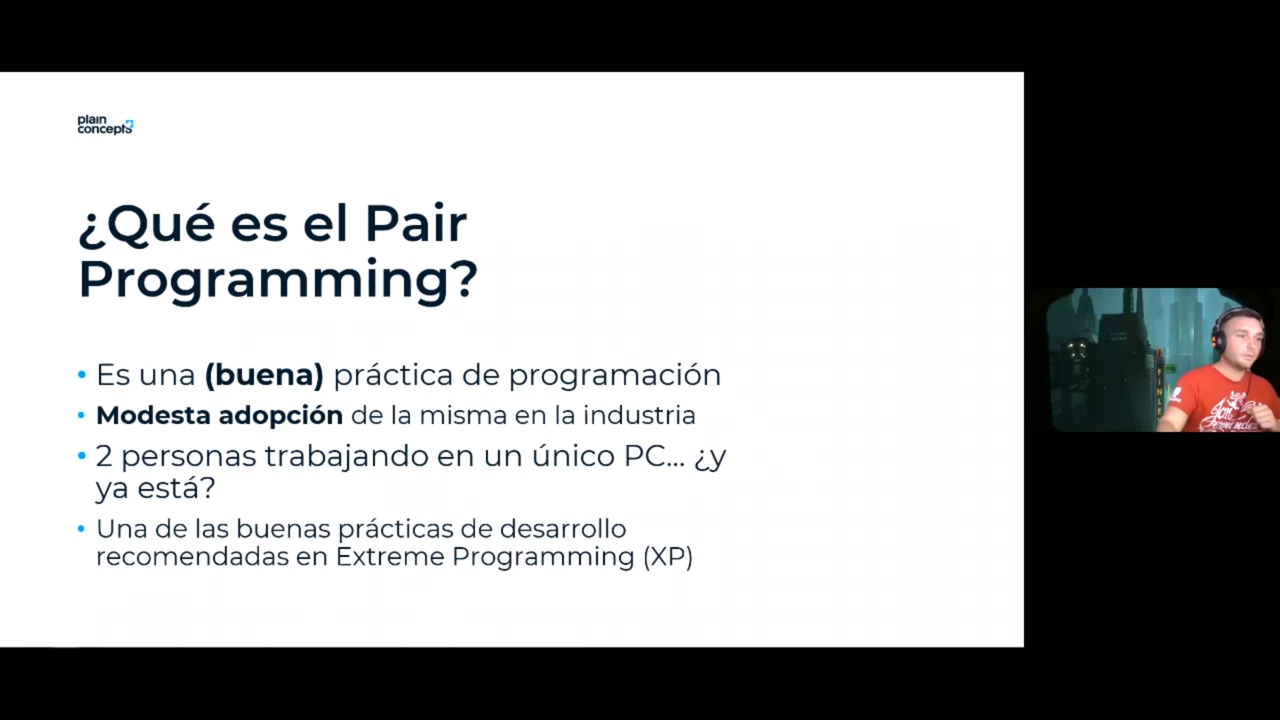 plain
concepts
¿Qué es el Pair
Programming?
• Es una (buena) práctica de programación
• Modesta adopción de la misma en la industria
• 2 personas trabajando en un único PC... ¿y
ya está?
• Una de las buenas prácticas de desarrollo
recomendadas en Extreme Programming (XP)